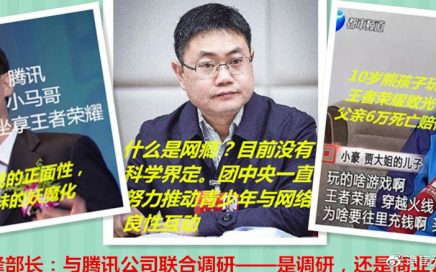 腾讯
小马哥
坐享王者荣耀
的正面性，
味的妖魔化
什么是网瘾？目前没有
科学界定。团中央一直
努力推动青少年与网络
良性互动
都市频道
10岁熊孩子玩
王者荣耀败光
父亲6万死亡赔
小豪 贾大姐的儿子
玩的啥游戏啊
王者荣耀 穿越火线
为啥要往里充钱啊
部长：与腾讯公司联合调研——是调研，还是商业